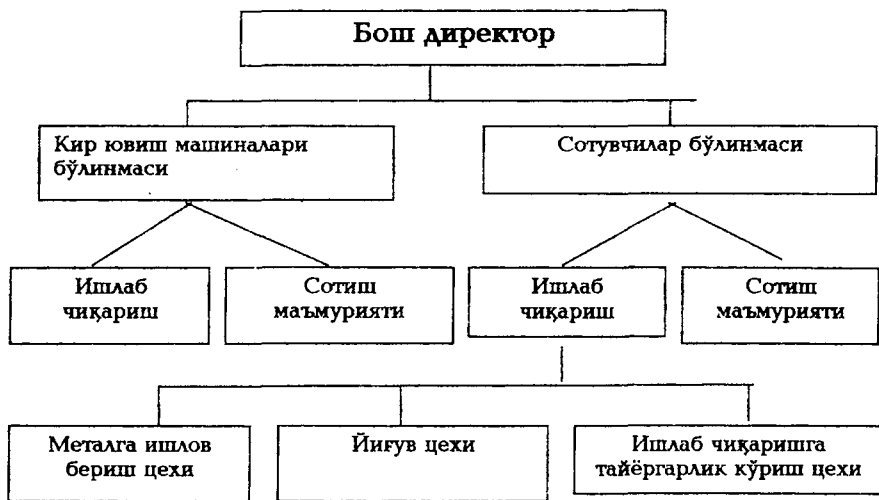 Бош директор
Кир ювиш машиналари
бўлинмаси
Сотувчилар бўлинмаси
Ишлаб
чиқариш
Сотиш
маъмурияти
Ишлаб
чиқариш
Сотиш
маъмурияти
Металга ишлов
бериш цехи
Йиғув цехи
Ишлаб чиқаришга
тайёргарлик кўриш цехи